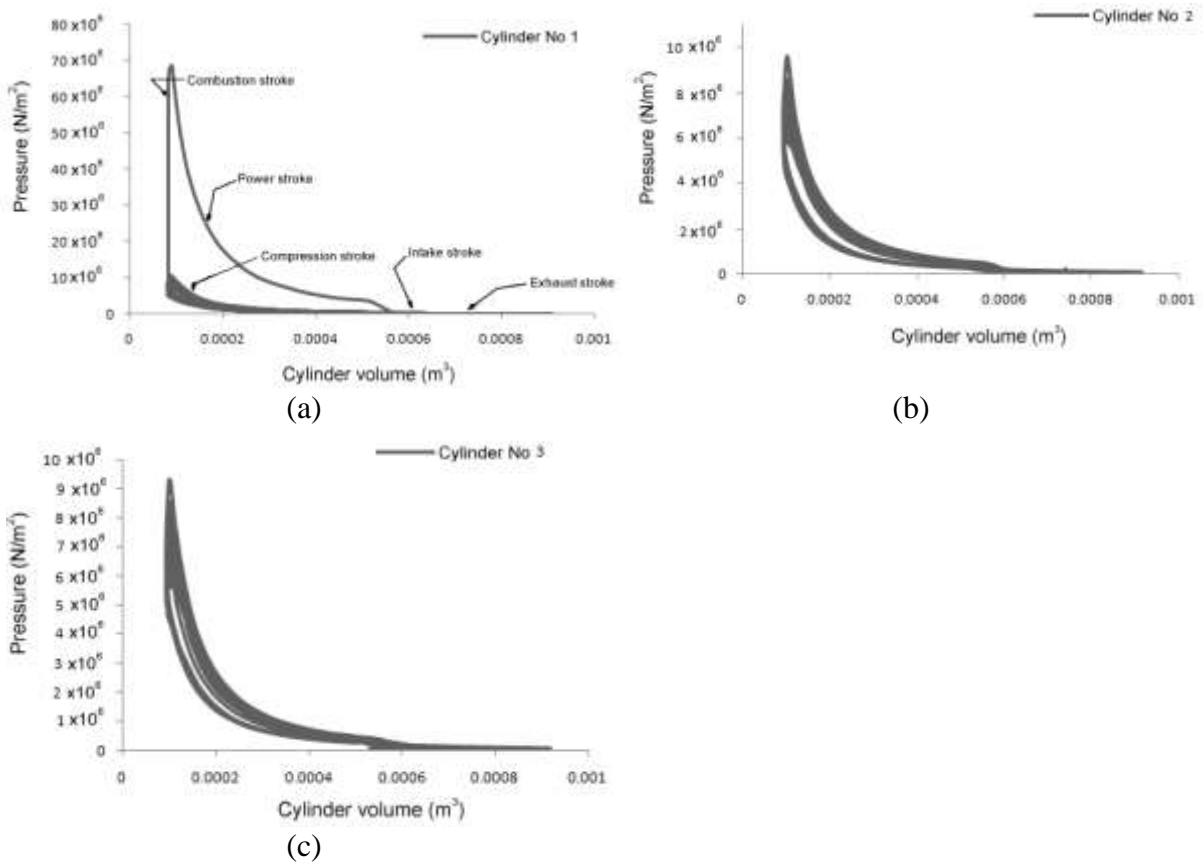 80 x10⁶
70 x10⁶
60 x10⁶
50 x10⁶
40 x10⁶
30 x10⁶
20 x10⁶
10 x10⁶
0
Pressure (N/m²)
Cylinder No 1
Combustion stroke
Power stroke
Compression stroke
Intake stroke
Exhaust stroke
0 0.0002 0.0004 0.0006 0.0008 0.001
Cylinder volume (m³)
(a)
Cylinder No 2
10 x10⁶
8 x10⁶
6 x10⁶
4 x10⁶
2 x10⁶
0
Pressure (N/m²)
0 0.0002 0.0004 0.0006 0.0008 0.001
Cylinder volume (m³)
(b)
Cylinder No 3
10 x10⁶
9 x10⁶
8 x10⁶
7 x10⁶
6 x10⁶
5 x10⁶
4 x10⁶
3 x10⁶
2 x10⁶
1 x10⁶
0
Pressure (N/m²)
0 0.0002 0.0004 0.0006 0.0008 0.001
Cylinder volume (m³)
(c)